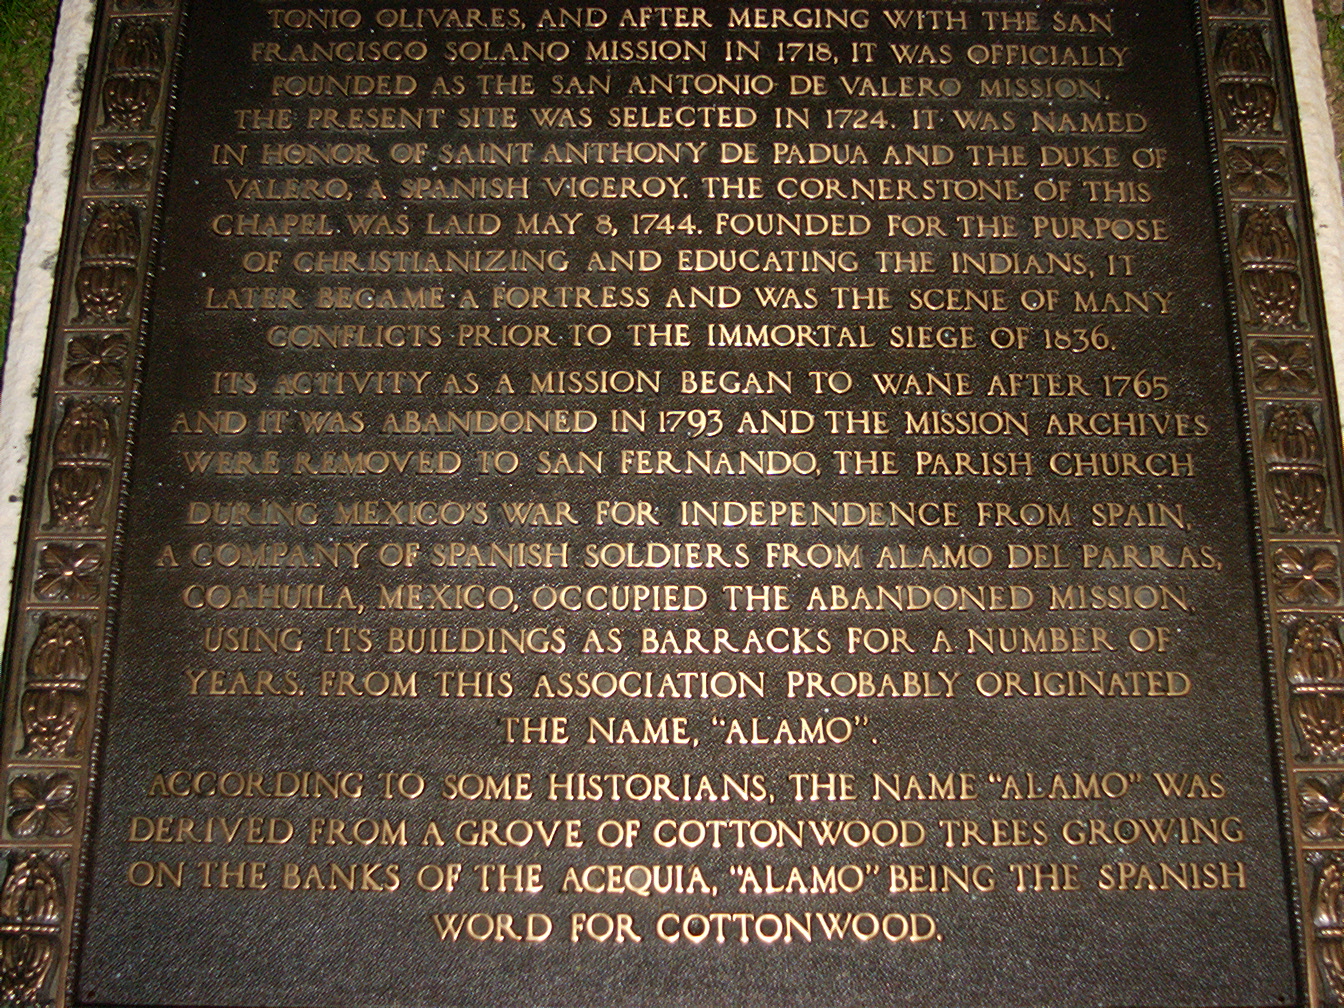 TONIO OLIVARES, AND AFTER MERGING WITH THE SAN
FRANCISCO SOLANO MISSION IN 1718, IT WAS OFFICIALLY
FOUNDED AS THE SAN ANTONIO DE VALERO MISSION.
THE PRESENT SITE WAS SELECTED IN 1724. IT WAS NAMED
IN HONOR OF SAINT ANTHONY DE PADUA AND THE DUKE OF
VALERO, A SPANISH VICEROY. THE CORNERSTONE OF THIS
CHAPEL WAS LAID MAY 8, 1744. FOUNDED FOR THE PURPOSE
OF CHRISTIANIZING AND EDUCATING THE INDIANS, IT
LATER BECAME A FORTRESS AND WAS THE SCENE OF MANY
CONFLICTS PRIOR TO THE IMMORTAL SIEGE OF 1836.
ITS ACTIVITY AS A MISSION BEGAN TO WANE AFTER 1765
AND IT WAS ABANDONED IN 1793 AND THE MISSION ARCHIVES
WERE REMOVED TO SAN FERNANDO, THE PARISH CHURCH
DURING MEXICO'S WAR FOR INDEPENDENCE FROM SPAIN,
A COMPANY OF SPANISH SOLDIERS FROM ALAMO DEL PARRAS,
COAHUILA, MEXICO, OCCUPIED THE ABANDONED MISSION,
USING ITS BUILDINGS AS BARRACKS FOR A NUMBER OF
YEARS. FROM THIS ASSOCIATION PROBABLY ORIGINATED
THE NAME, "ALAMO".
ACCORDING TO SOME HISTORIANS, THE NAME "ALAMO" WAS
DERIVED FROM A GROVE OF COTTONWOOD TREES GROWING
ON THE BANKS OF THE ACEQUIA, "ALAMO" BEING THE SPANISH
WORD FOR COTTONWOOD.